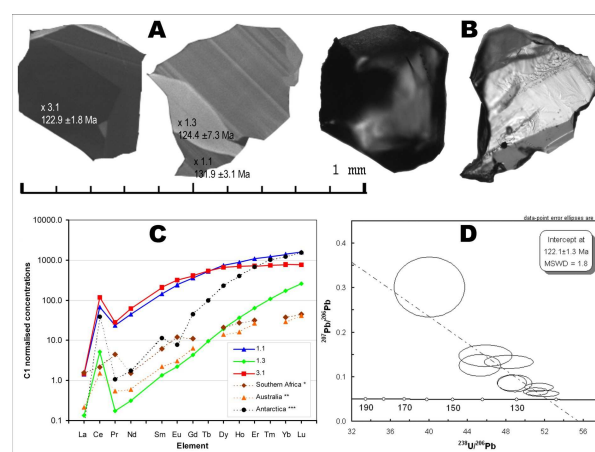 A
B
x 3.1
122.9 ±1.8 Ma
x 1.3
124.4 ±7.3 Ma
x 1.1
131.9 ±3.1 Ma
1 mm
C
C1 normalised concentrations
10000.0
1000.0
100.0
10.0
1.0
0.1
La Ce Pr Nd Sm Eu Gd Tb Dy Ho Er Tm Yb Lu
Element
1.1
1.3
3.1
Southern Africa *
Australia **
Antarctica ***
data-point error ellipses are
D
Intercept at
122.1±1.3 Ma
MSWD = 1.8
207Pb/206Pb
0.4
0.3
0.2
0.1
0.0
190 170 150 130
32 36 40 44 48 52 56
238U/206Pb